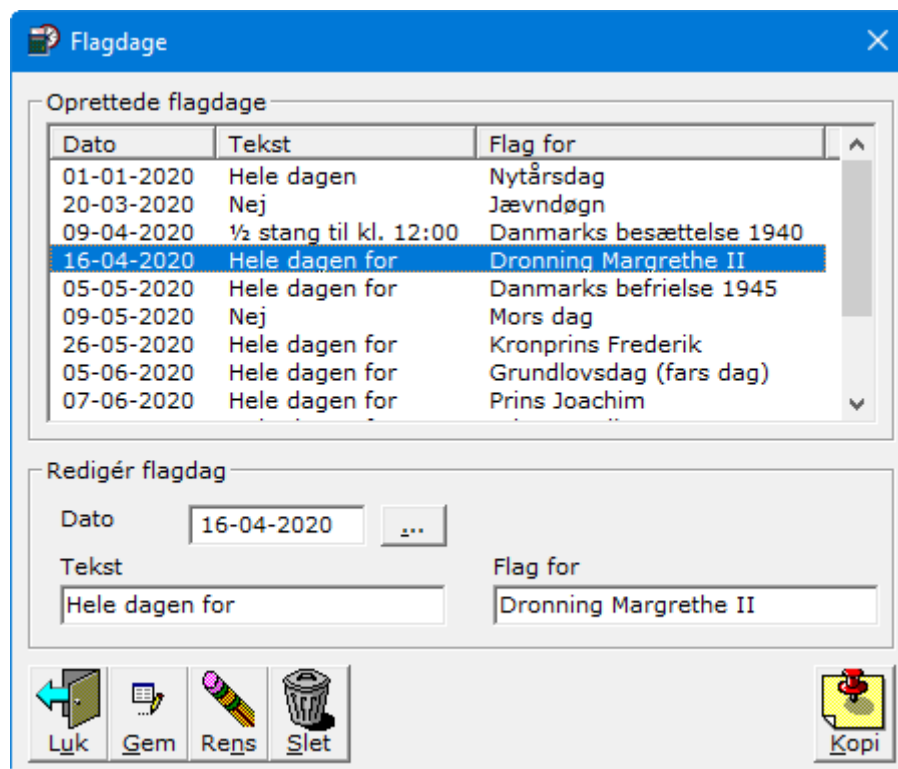 Flagdage
Oprettede flagdage
Dato Tekst Flag for
01-01-2020 Hele dagen Nytårsdag
20-03-2020 Nej Jævndøgn
09-04-2020 ½ stang til kl. 12:00 Danmarks besættelse 1940
16-04-2020 Hele dagen for Dronning Margrethe II
05-05-2020 Hele dagen for Danmarks befrielse 1945
09-05-2020 Nej Mors dag
26-05-2020 Hele dagen for Kronprins Frederik
05-06-2020 Hele dagen for Grundlovsdag (fars dag)
07-06-2020 Hele dagen for Prins Joachim
Redigér flagdag
Dato 16-04-2020 ...
Tekst Flag for
Hele dagen for Dronning Margrethe II
Luk Gem Rens Slet Kopi